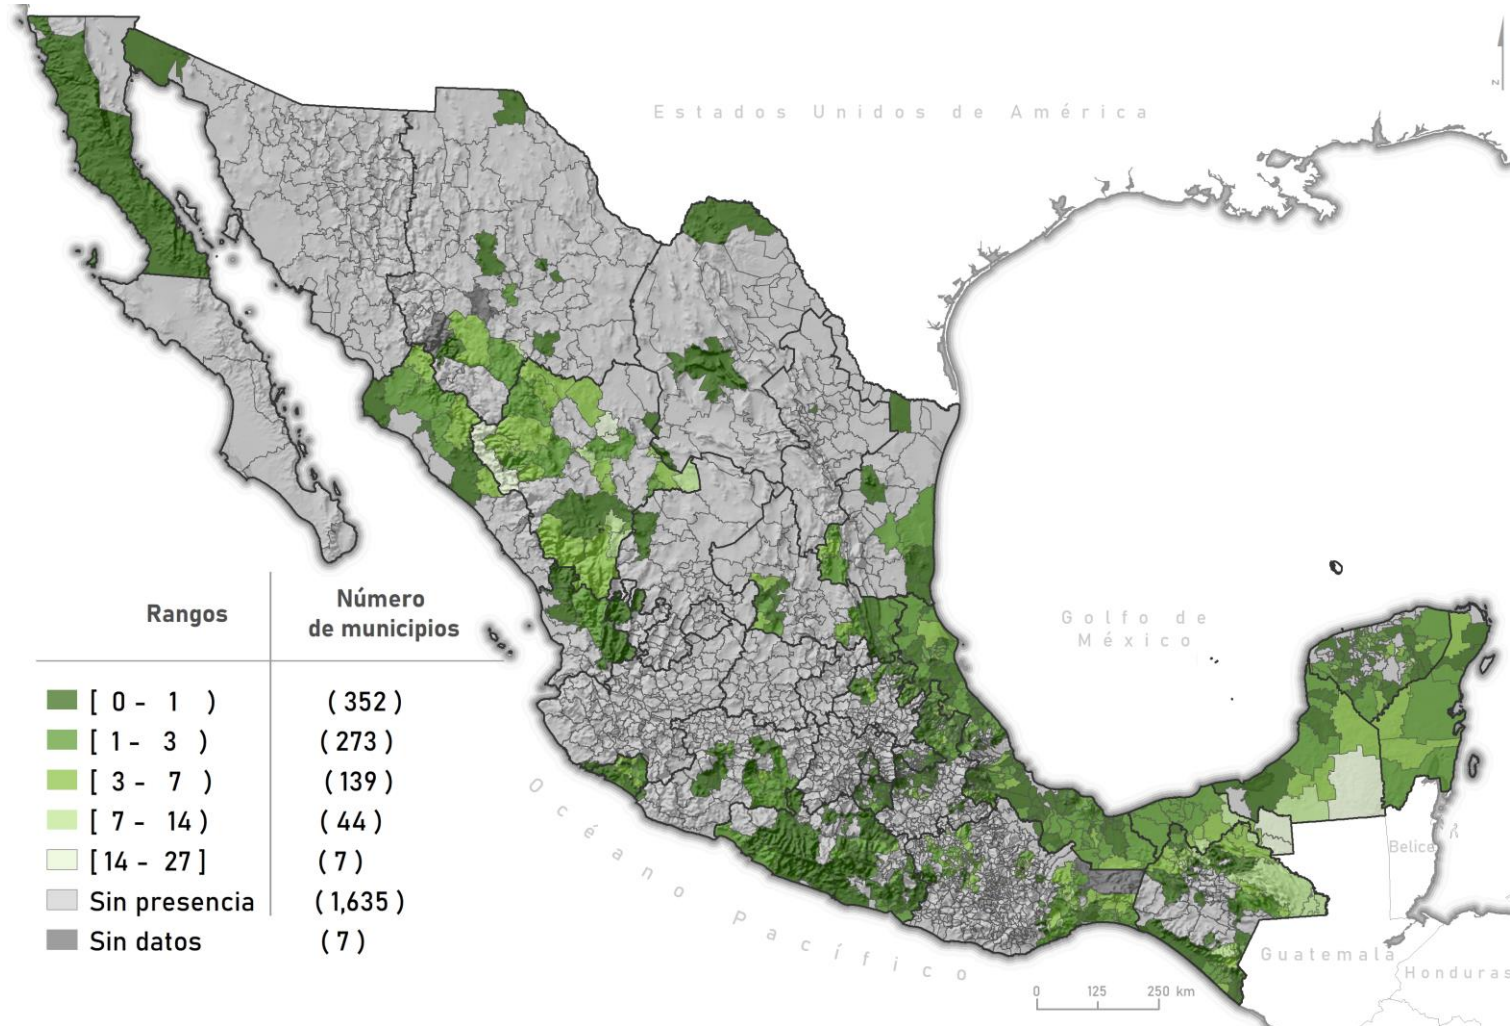 N
Estados Unidos de América
Golfo de
México
Rangos
Número
de municipios
[ 0 - 1 ) ( 352 )
[ 1 - 3 ) ( 273 )
[ 3 - 7 ) ( 139 )
[ 7 - 14 ) ( 44 )
[14 - 27 ] ( 7 )
Sin presencia ( 1,635 )
Sin datos ( 7 )
Océano Pacífico
Belice
Guatemala
Honduras
0 125 250 km